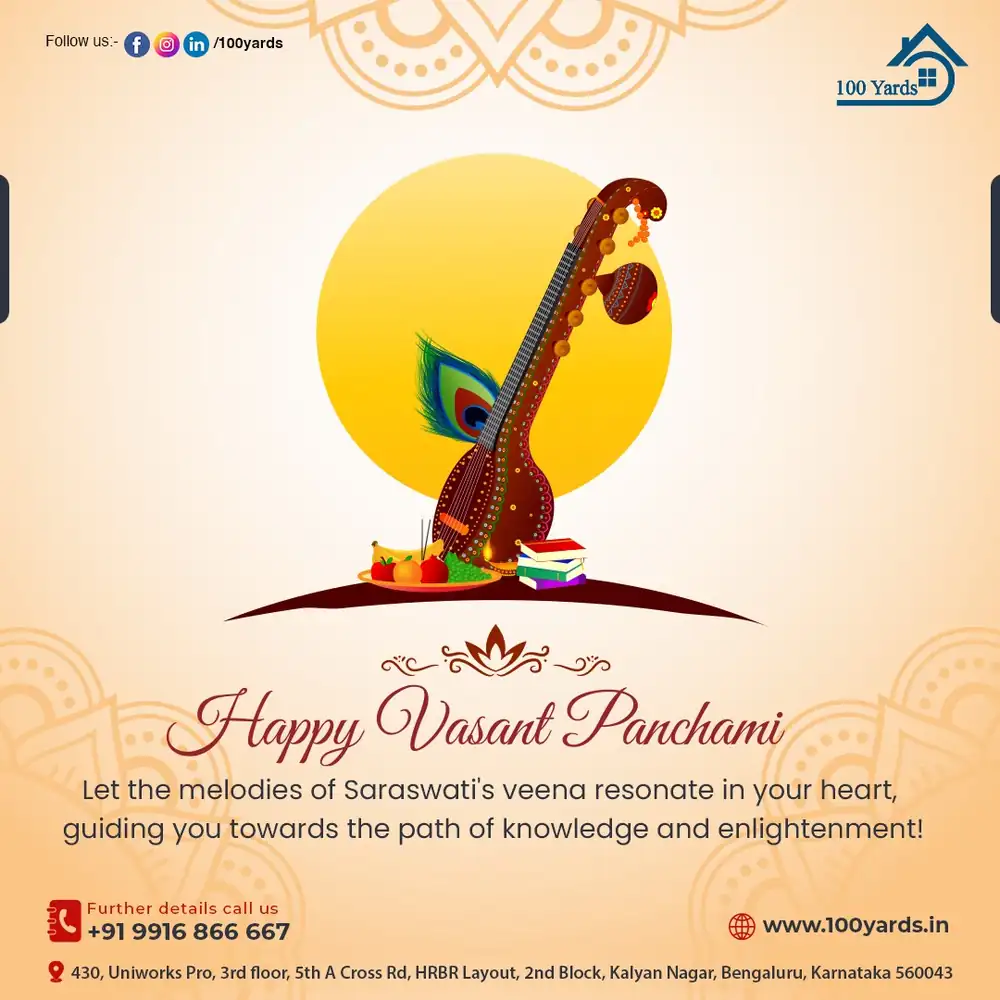 Follow us:- /100yards
100 Yards
Happy Vasant Panchami
Let the melodies of Saraswati's veena resonate in your heart,
guiding you towards the path of knowledge and enlightenment!
Further details call us
+91 9916 866 667
www.100yards.in
430, Uniworks Pro, 3rd floor, 5th A Cross Rd, HRBR Layout, 2nd Block, Kalyan Nagar, Bengaluru, Karnataka 560043